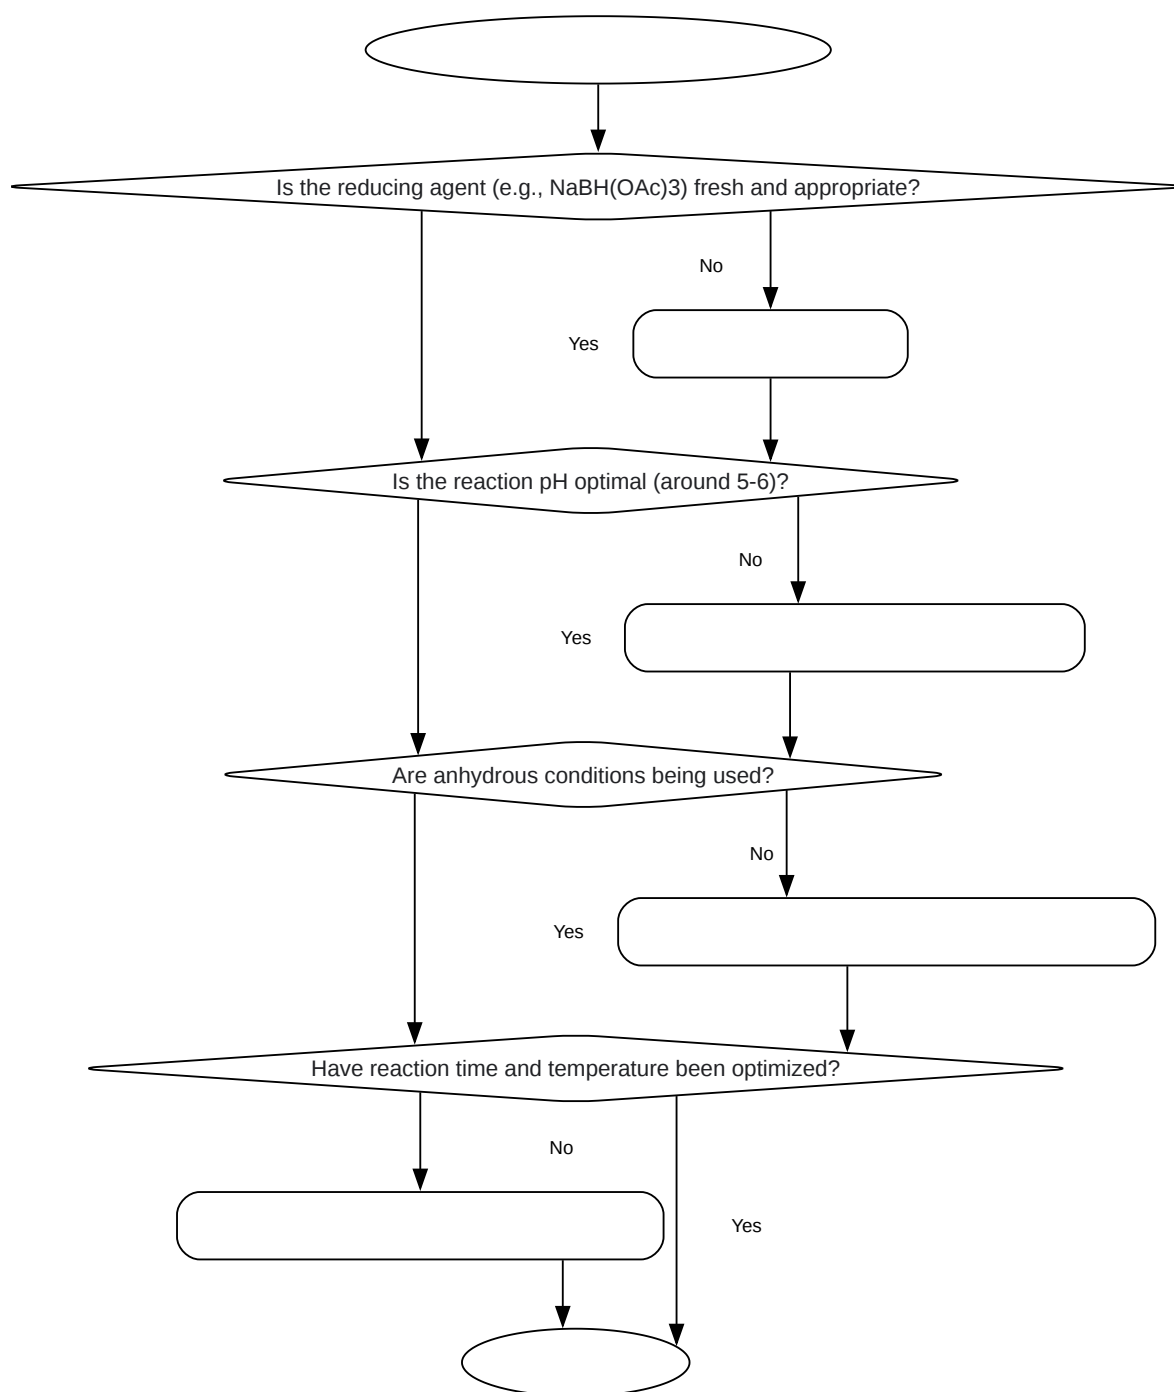 Is the reducing agent (e.g., NaBH(OAc)3) fresh and appropriate?
No
Yes
Is the reaction pH optimal (around 5-6)?
No
Yes
Are anhydrous conditions being used?
No
Yes
Have reaction time and temperature been optimized?
No
Yes